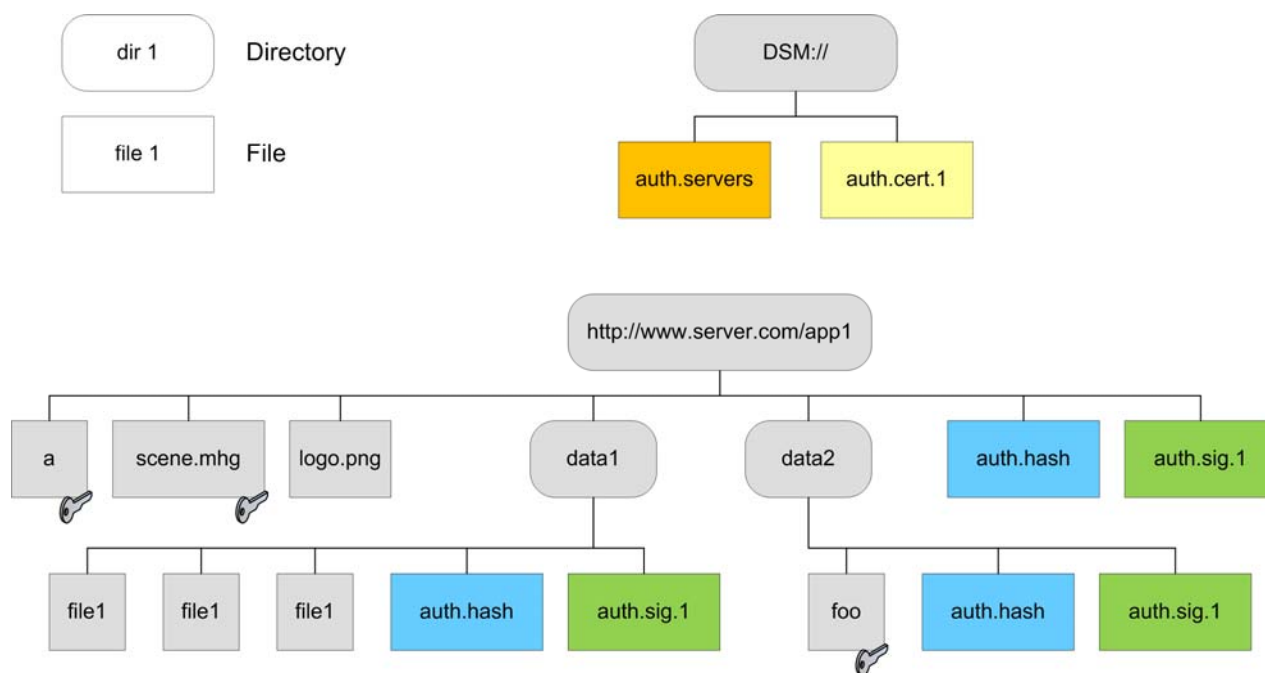 dir 1
Directory
DSM://
file 1
File
auth.servers
auth.cert.1
http://www.server.com/app1
a
scene.mhg
logo.png
data1
data2
auth.hash
auth.sig.1
file1
file1
file1
auth.hash
auth.sig.1
foo
auth.hash
auth.sig.1